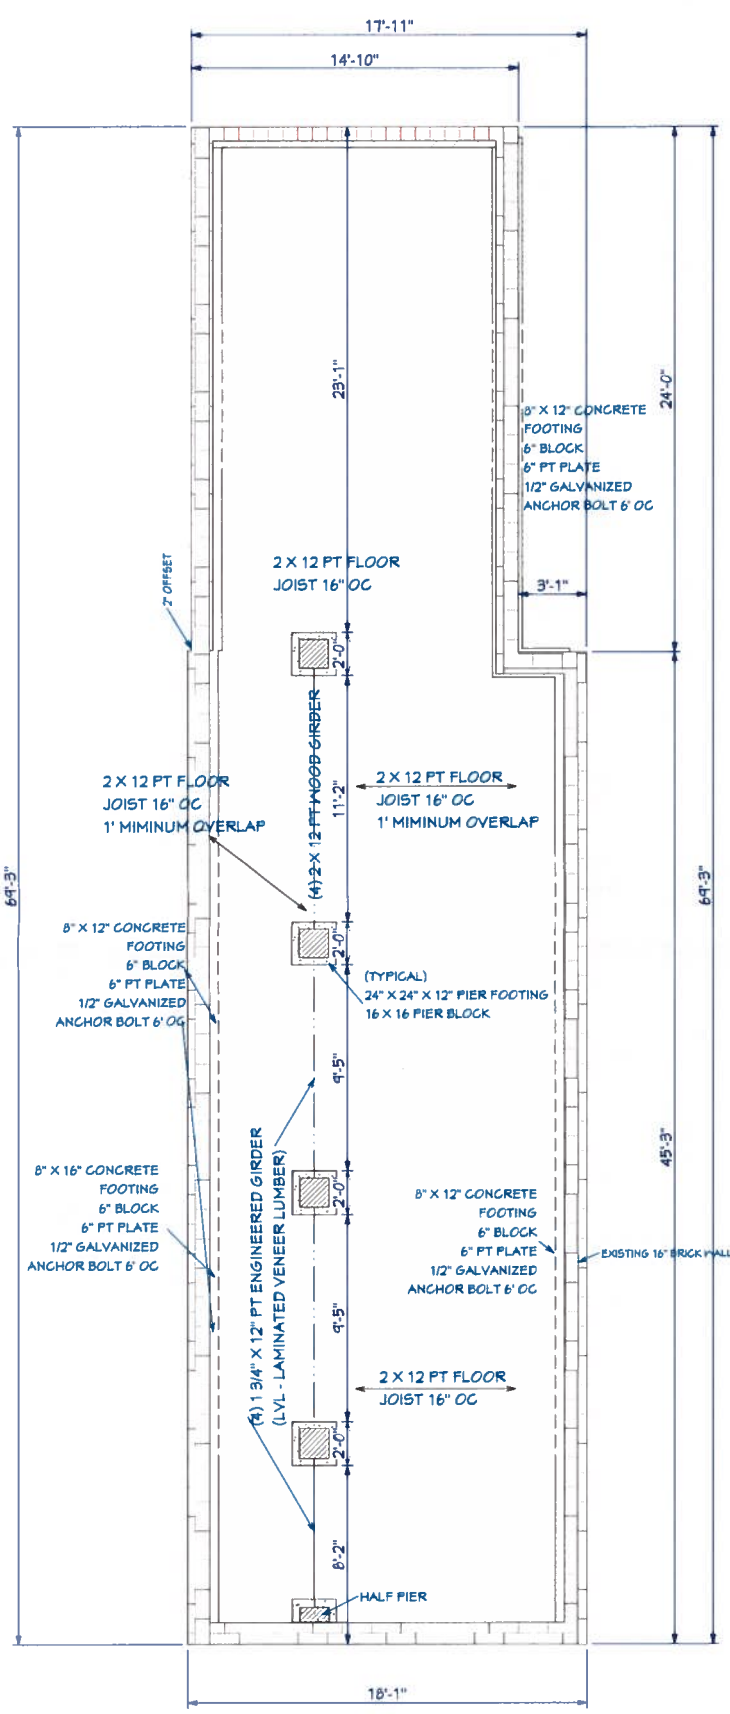 17'-11"
14'-10"
23'-1"
24'-0"
8" X 12" CONCRETE
FOOTING
6" BLOCK
6" PT PLATE
1/2" GALVANIZED
ANCHOR BOLT 6' OC
2" OFFSET
2 X 12 PT FLOOR
JOIST 16" OC
3'-1"
2'-0"
(4) 2 X 12 PT WOOD GIRDER
11'-2"
2 X 12 PT FLOOR
JOIST 16" OC
1' MIMINUM OVERLAP
2 X 12 PT FLOOR
JOIST 16" OC
1' MIMINUM OVERLAP
69'-3"
69'-3"
8" X 12" CONCRETE
FOOTING
6" BLOCK
6" PT PLATE
1/2" GALVANIZED
ANCHOR BOLT 6' OC
2'-0"
(TYPICAL)
24" X 24" X 12" PIER FOOTING
16 X 16 PIER BLOCK
9'-5"
45'-3"
8" X 16" CONCRETE
FOOTING
6" BLOCK
6" PT PLATE
1/2" GALVANIZED
ANCHOR BOLT 6' OC
2'-0"
(4) 1 3/4" X 12" PT ENGINEERED GIRDER
(LVL - LAMINATED VENEER LUMBER)
8" X 12" CONCRETE
FOOTING
6" BLOCK
6" PT PLATE
1/2" GALVANIZED
ANCHOR BOLT 6' OC
EXISTING 16" BRICK WALL
9'-5"
2 X 12 PT FLOOR
JOIST 16" OC
2'-0"
8'-2"
HALF PIER
18'-1"